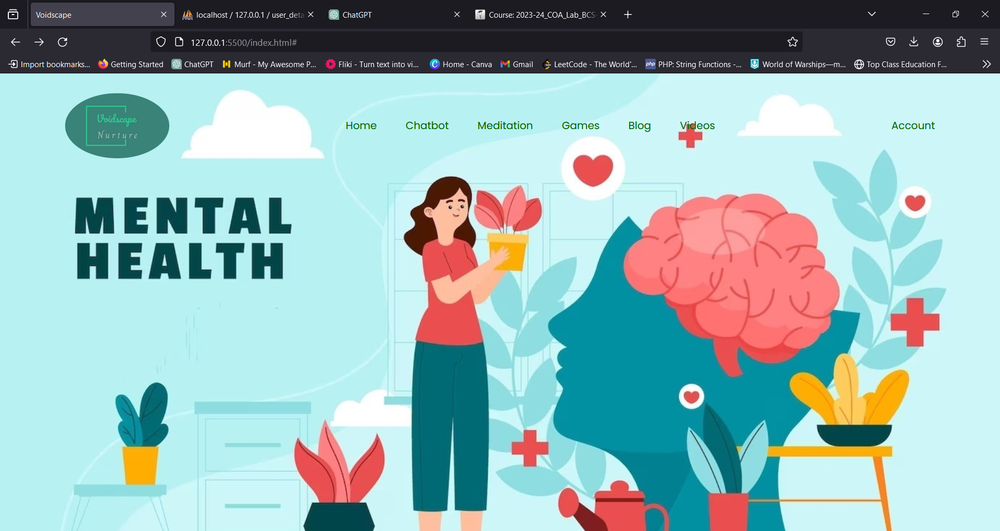 Voidscape
localhost / 127.0.0.1 / user_deta
ChatGPT
Course: 2023-24_COA_Lab_BCS-
127.0.0.1:5500/index.html#
Import bookmarks...
Getting Started
ChatGPT
Murf - My Awesome P...
Fliki - Turn text into vi...
Home - Canva
Gmail
LeetCode - The World'...
php
PHP: String Functions -...
World of Warships—m...
Top Class Education F...
Voidscape
Nurture
Home
Chatbot
Meditation
Games
Blog
Videos
Account
MENTAL
HEALTH